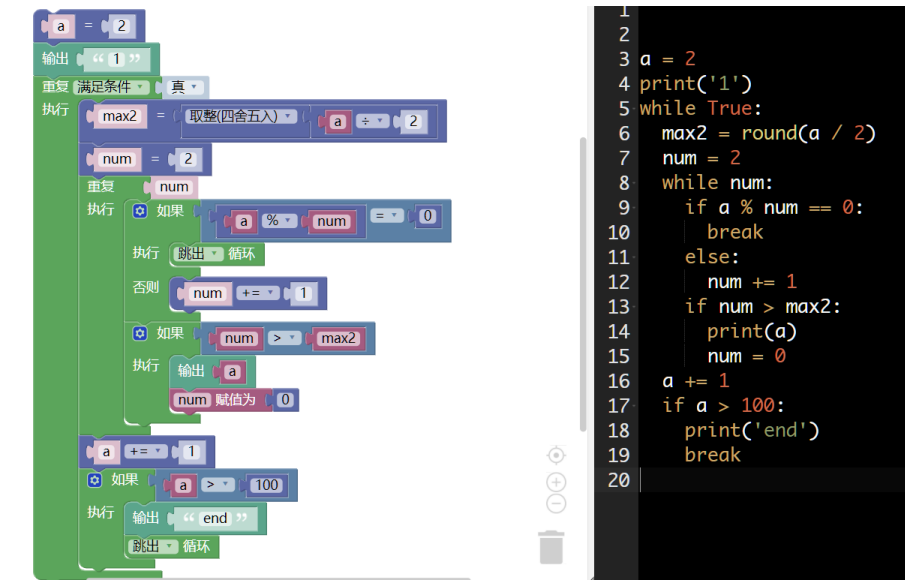 a = 2
输出 “ 1 ”
重复 满足条件 真
执行 max2 = 取整(四舍五入) a ÷ 2
num = 2
重复 num
执行 如果 a % num = 0
执行 跳出 循环
否则 num += 1
如果 num > max2
执行 输出 a
num 赋值为 0
a += 1
如果 a > 100
执行 输出 “ end ”
跳出 循环
1
2
3 a = 2
4 print('1')
5 while True:
6 max2 = round(a / 2)
7 num = 2
8 while num:
9 if a % num == 0:
10 break
11 else:
12 num += 1
13 if num > max2:
14 print(a)
15 num = 0
16 a += 1
17 if a > 100:
18 print('end')
19 break
20